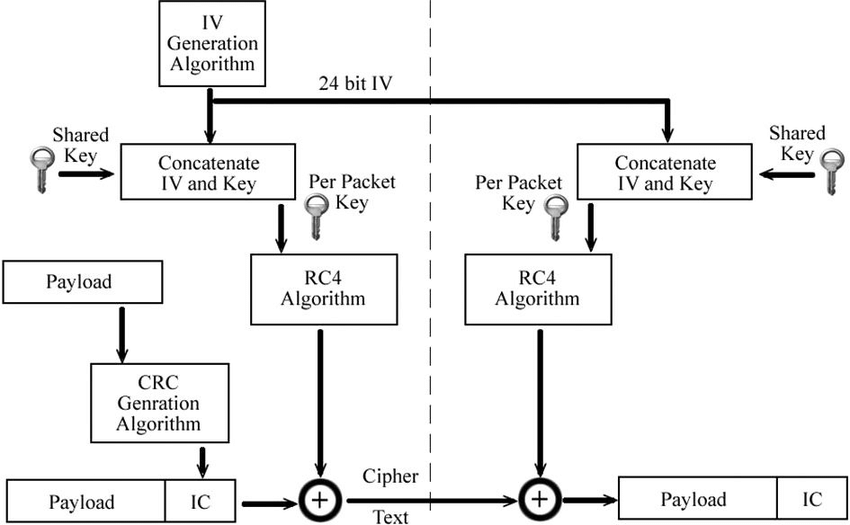 IV
Generation
Algorithm
24 bit IV
Shared
Key
Concatenate
IV and Key
Per Packet
Key
Per Packet
Key
Concatenate
IV and Key
Shared
Key
Payload
RC4
Algorithm
RC4
Algorithm
CRC
Genration
Algorithm
Payload
IC
+
Cipher
Text
+
Payload
IC